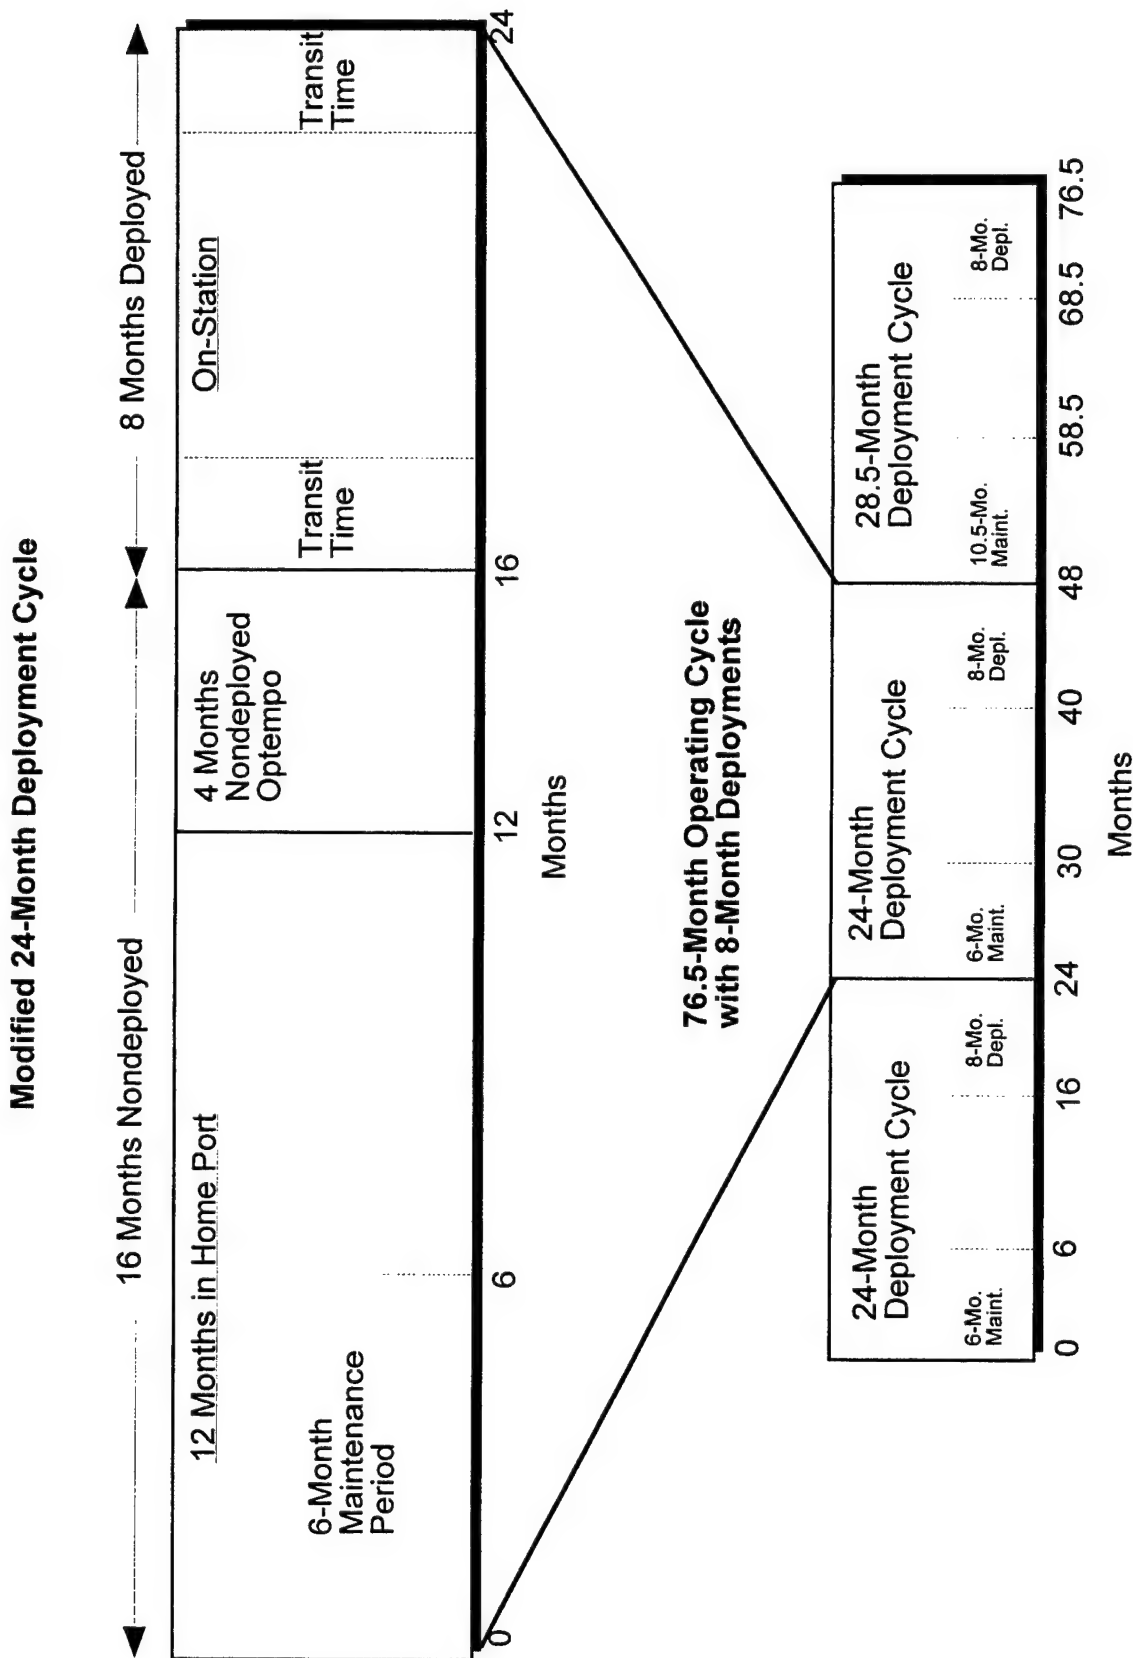 Modified 24-Month Deployment Cycle
16 Months Nondeployed
8 Months Deployed
12 Months in Home Port
6-Month
Maintenance
Period
4 Months
Nondeployed
Optempo
Transit
Time
On-Station
Transit
Time
0
6
12
16
24
Months
76.5-Month Operating Cycle
with 8-Month Deployments
24-Month
Deployment Cycle
6-Mo.
Maint.
8-Mo.
Depl.
24-Month
Deployment Cycle
6-Mo.
Maint.
8-Mo.
Depl.
28.5-Month
Deployment Cycle
10.5-Mo.
Maint.
8-Mo.
Depl.
0
6
16
24
30
40
48
58.5
68.5
76.5
Months